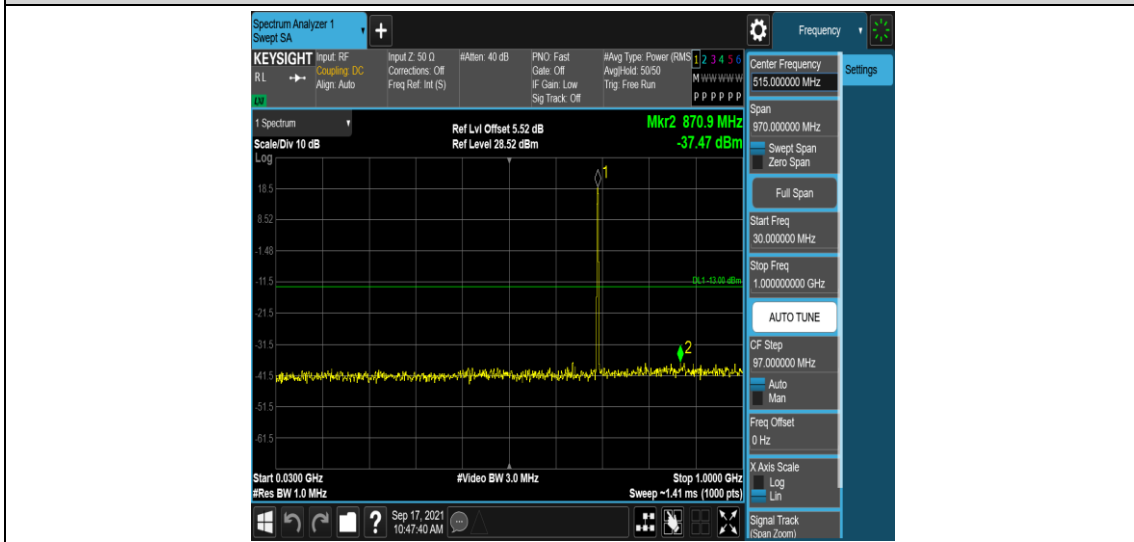 Spectrum Analyzer 1
Swept SA
+
Frequency
KEYSIGHT
RL
Input: RF
Coupling: DC
Align: Auto
Input Z: 50 Ω
Corrections: Off
Freq Ref: Int (S)
#Atten: 40 dB
PNO: Fast
Gate: Off
IF Gain: Low
Sig Track: Off
#Avg Type: Power (RMS
Avg|Hold: 50/50
Trig: Free Run
1 2 3 4 5 6
M W W W W W
P P P P P P
1 Spectrum
Scale/Div 10 dB
Log
Ref Lvl Offset 5.52 dB
Ref Level 28.52 dBm
Mkr2 870.9 MHz
-37.47 dBm
1
18.5
8.52
-1.48
-11.5
DL1 -13.00 dBm
-21.5
-31.5
2
-41.5
-51.5
-61.5
Start 0.0300 GHz
#Res BW 1.0 MHz
#Video BW 3.0 MHz
Stop 1.0000 GHz
Sweep ~1.41 ms (1000 pts)
?
Sep 17, 2021
10:47:40 AM
Center Frequency
515.000000 MHz
Settings
Span
970.000000 MHz
Swept Span
Zero Span
Full Span
Start Freq
30.000000 MHz
Stop Freq
1.000000000 GHz
AUTO TUNE
CF Step
97.000000 MHz
Auto
Man
Freq Offset
0 Hz
X Axis Scale
Log
Lin
Signal Track
(Span Zoom)